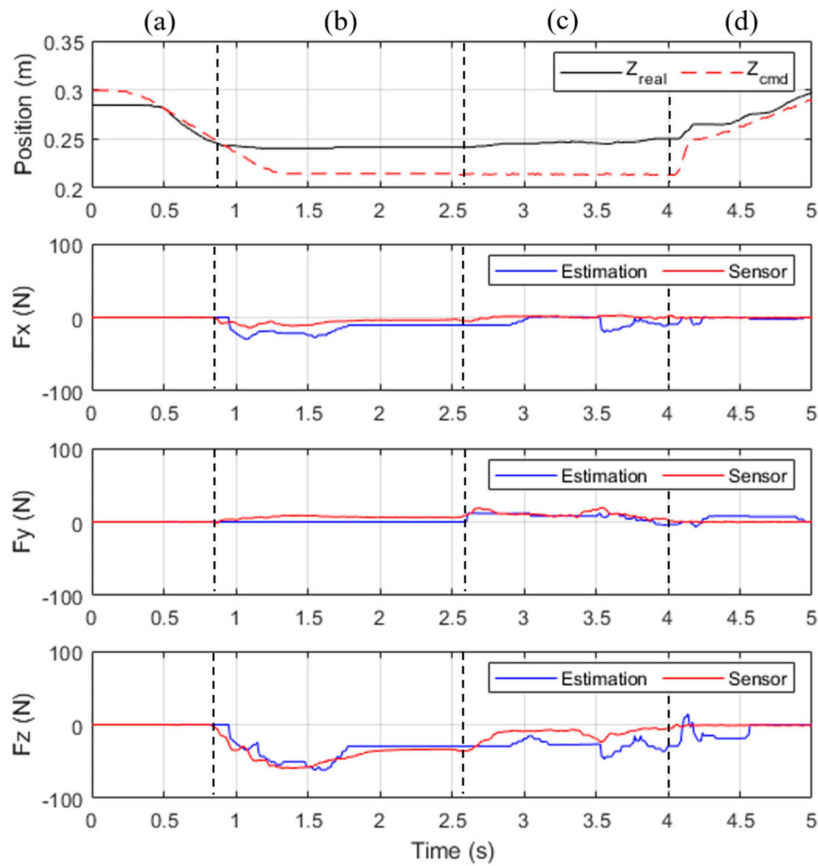 (a) (b) (c) (d)
0.35
0.3
0.25
0.2
Position (m)
Z_real Z_cmd
0 0.5 1 1.5 2 2.5 3 3.5 4 4.5 5
100
0
-100
Fx (N)
Estimation Sensor
0 0.5 1 1.5 2 2.5 3 3.5 4 4.5 5
100
0
-100
Fy (N)
Estimation Sensor
0 0.5 1 1.5 2 2.5 3 3.5 4 4.5 5
100
0
-100
Fz (N)
Estimation Sensor
0 0.5 1 1.5 2 2.5 3 3.5 4 4.5 5
Time (s)